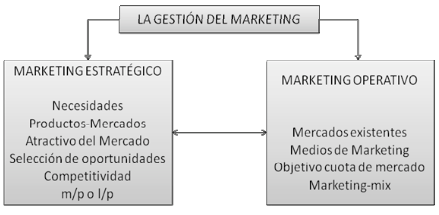 LA GESTIÓN DEL MARKETING
MARKETING ESTRATÉGICO
Necesidades
Productos-Mercados
Atractivo del Mercado
Selección de oportunidades
Competitividad
m/p o l/p
MARKETING OPERATIVO
Mercados existentes
Medios de Marketing
Objetivo cuota de mercado
Marketing-mix